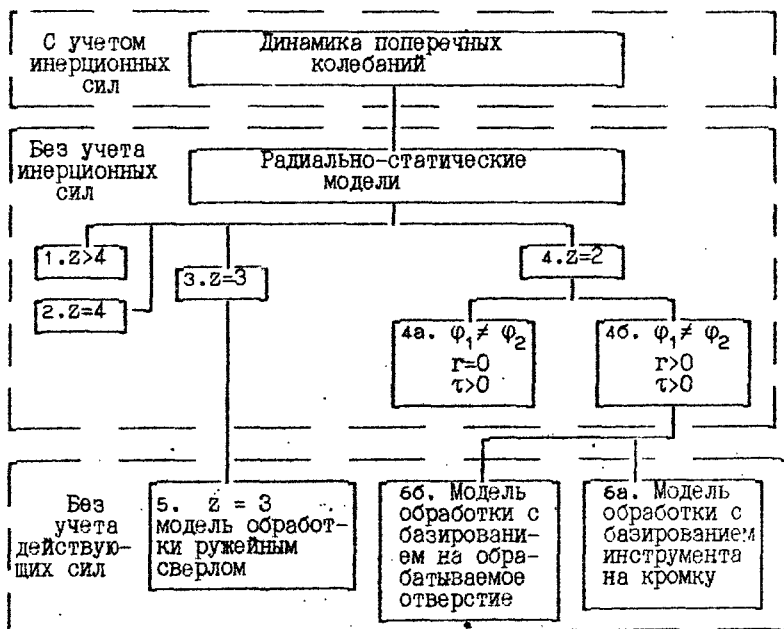 С учетом
инерционных
сил
Динамика поперечных
колебаний
Без учета
инерционных
сил
Радиально-статические
модели
1.z>4
2.z=4
3.z=3
4.z=2
4а. φ₁≠ φ₂
r=0
τ>0
4б. φ₁≠ φ₂
r>0
τ>0
Без
учета
действую-
щих сил
5. z = 3
модель обработ-
ки ружейным
сверлом
6б. Модель
обработки с
базировани-
ем на обра-
батываемое
отверстие
6а. Модель
обработки с
базированием
инструмента
на кромку